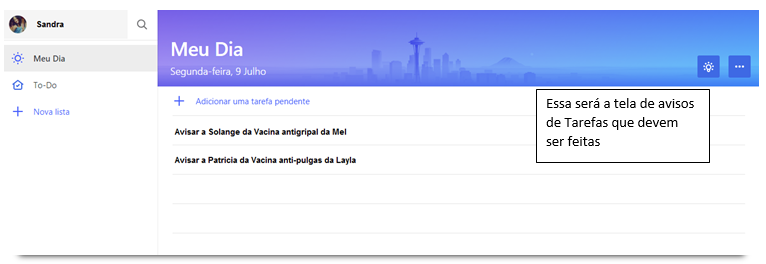 Sandra
Meu Dia
To-Do
Nova lista
Meu Dia
Segunda-feira, 9 Julho
Adicionar uma tarefa pendente
Essa será a tela de avisos
de Tarefas que devem
ser feitas
Avisar a Solange da Vacina antigripal da Mel
Avisar a Patricia da Vacina anti-pulgas da Layla